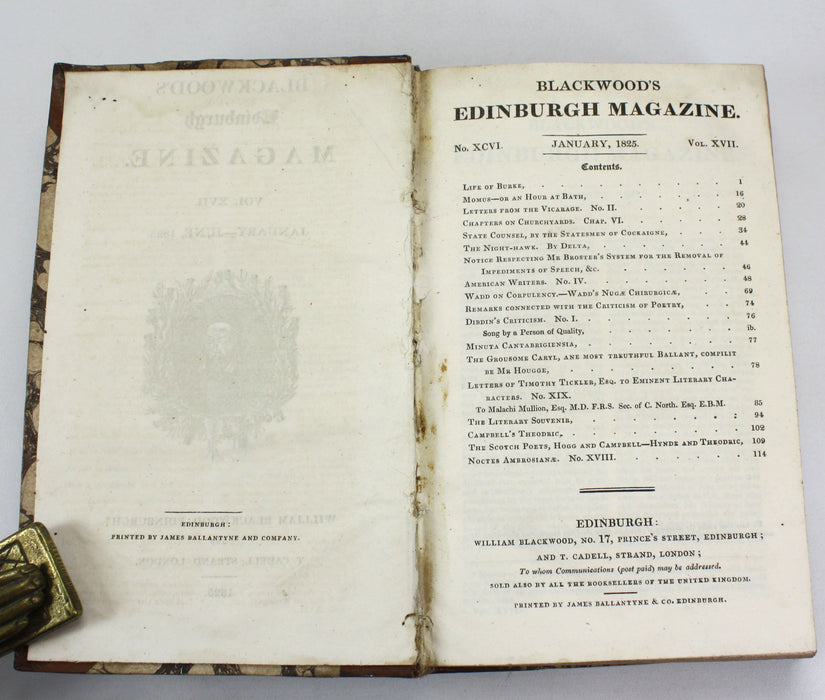 EDINBURGH:
PRINTED BY JAMES BALLANTYNE AND COMPANY.
BLACKWOOD'S
EDINBURGH MAGAZINE.
No. XCVI. JANUARY, 1825. Vol. XVII.
Contents.
Life of Burke, 1
Momus—or an Hour at Bath, 16
Letters from the Vicarage. No. II. 20
Chapters on Churchyards. Chap. VI. 28
State Counsel, by the Statesmen of Cockaigne, 34
The Night-hawk. By Delta, 44
Notice Respecting Mr Broster's System for the Removal of
Impediments of Speech, &c. 46
American Writers. No. IV. 48
Wadd on Corpulency.—Wadd's Nugæ Chirurgicæ, 69
Remarks connected with the Criticism of Poetry, 74
Dibdin's Criticism. No. I. 76
Song by a Person of Quality, ib.
Minuta Cantabrigiensia, 77
The Grousome Caryl, ane most treuthful Ballant, compilit
be Mr Hougge, 78
Letters of Timothy Tickler, Esq. to Eminent Literary Cha-
racters. No. XIX.
To Malachi Mullion, Esq. M.D. F.R.S. Sec. of C. North. Esq. E.B.M. 85
The Literary Souvenir, 94
Campbell's Theodric, 102
The Scotch Poets, Hogg and Campbell—Hynde and Theodric, 109
Noctes Ambrosianæ. No. XVIII. 114
EDINBURGH:
WILLIAM BLACKWOOD, NO. 17, PRINCE'S STREET, EDINBURGH;
AND T. CADELL, STRAND, LONDON;
To whom Communications (post paid) may be addressed.
SOLD ALSO BY ALL THE BOOKSELLERS OF THE UNITED KINGDOM.
PRINTED BY JAMES BALLANTYNE & CO. EDINBURGH.